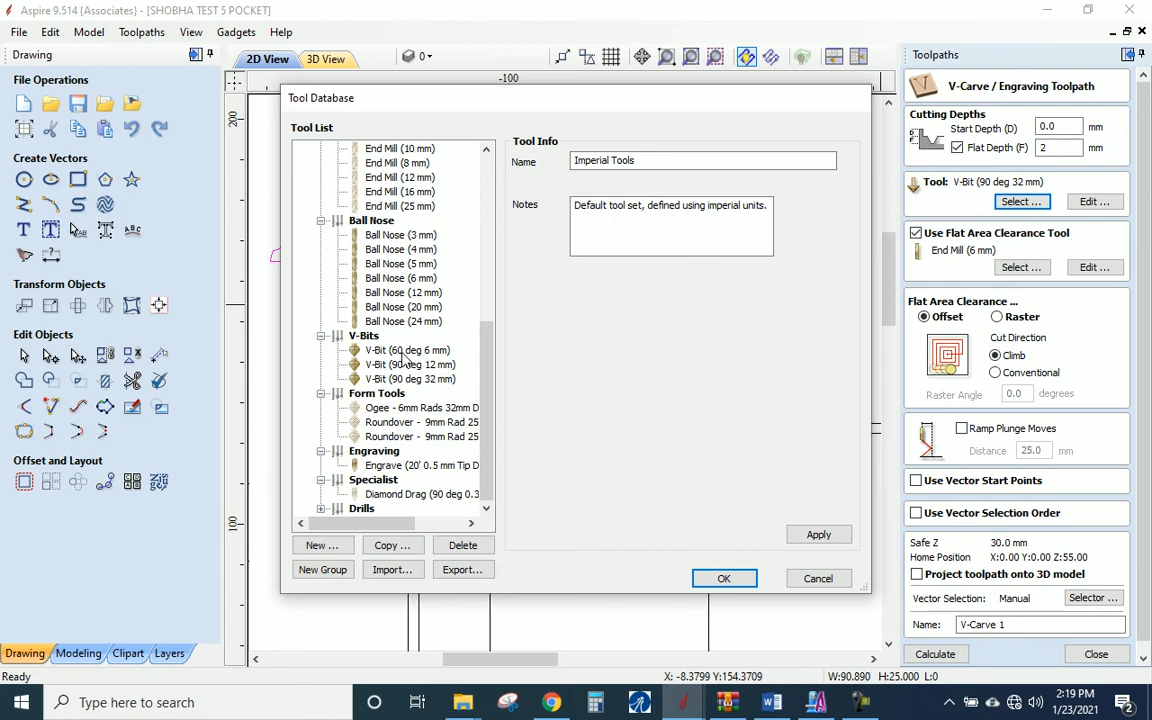 Aspire 9.514 {Associates} - [SHOBHA TEST 5 POCKET]
File Edit Model Toolpaths View Gadgets Help
Drawing
2D View
3D View
0
Toolpaths
File Operations
Create Vectors
Transform Objects
Edit Objects
Offset and Layout
Drawing Modeling Clipart Layers
-100
200
100
Tool Database
Tool List
End Mill (10 mm)
End Mill (8 mm)
End Mill (12 mm)
End Mill (16 mm)
End Mill (25 mm)
Ball Nose
Ball Nose (3 mm)
Ball Nose (4 mm)
Ball Nose (5 mm)
Ball Nose (6 mm)
Ball Nose (12 mm)
Ball Nose (20 mm)
Ball Nose (24 mm)
V-Bits
V-Bit (60 deg 6 mm)
V-Bit (90 deg 12 mm)
V-Bit (90 deg 32 mm)
Form Tools
Ogee - 6mm Rads 32mm D
Roundover - 9mm Rad 25
Roundover - 9mm Rad 25
Engraving
Engrave (20' 0.5 mm Tip D
Specialist
Diamond Drag (90 deg 0.3
Drills
New ... Copy ... Delete
New Group Import... Export...
Tool Info
Name Imperial Tools
Notes Default tool set, defined using imperial units.
Apply
OK Cancel
V-Carve / Engraving Toolpath
Cutting Depths
Start Depth (D) 0.0 mm
Flat Depth (F) 2 mm
Tool: V-Bit (90 deg 32 mm)
Select ... Edit ...
Use Flat Area Clearance Tool
End Mill (6 mm)
Select ... Edit ...
Flat Area Clearance ...
Offset Raster
Cut Direction
Climb
Conventional
Raster Angle 0.0 degrees
Ramp Plunge Moves
Distance 25.0 mm
Use Vector Start Points
Use Vector Selection Order
Safe Z 30.0 mm
Home Position X:0.00 Y:0.00 Z:55.00
Project toolpath onto 3D model
Vector Selection: Manual Selector ...
Name: V-Carve 1
Calculate Close
Ready
X: -8.3799 Y:154.3709
W:90.890 H:25.000 L:0
Type here to search
2:19 PM
1/23/2021
2